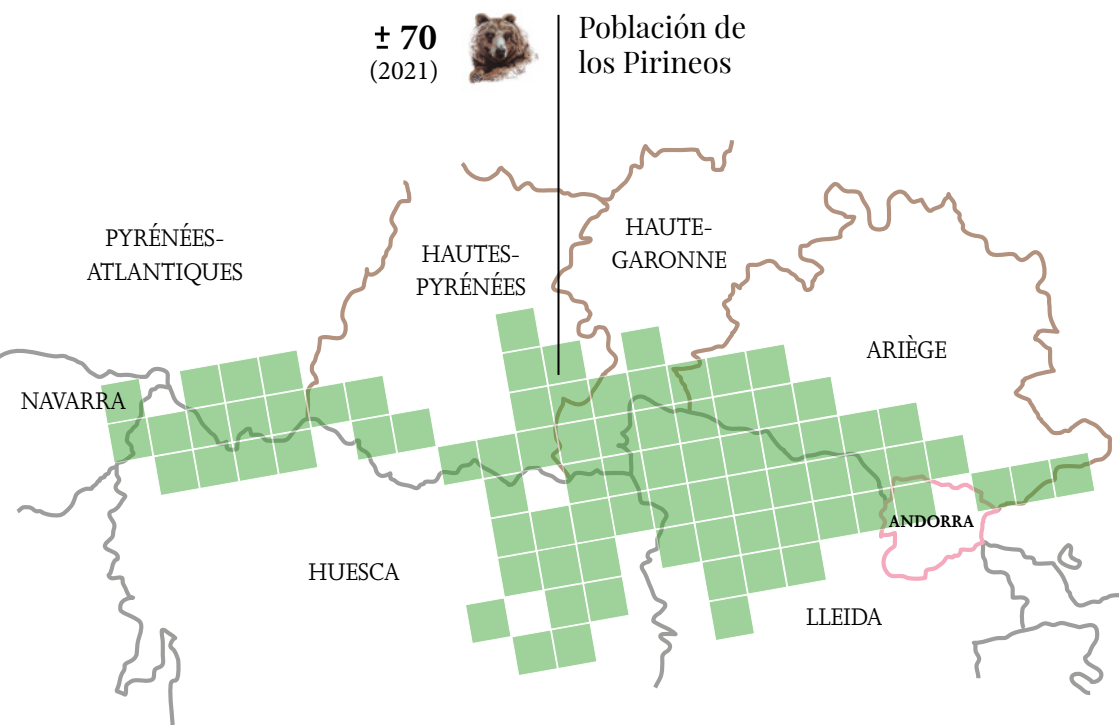 ± 70
(2021)
Población de
los Pirineos
PYRÉNÉES-
ATLANTIQUES
HAUTES-
PYRÉNÉES
HAUTE-
GARONNE
ARIÈGE
NAVARRA
ANDORRA
HUESCA
LLEIDA